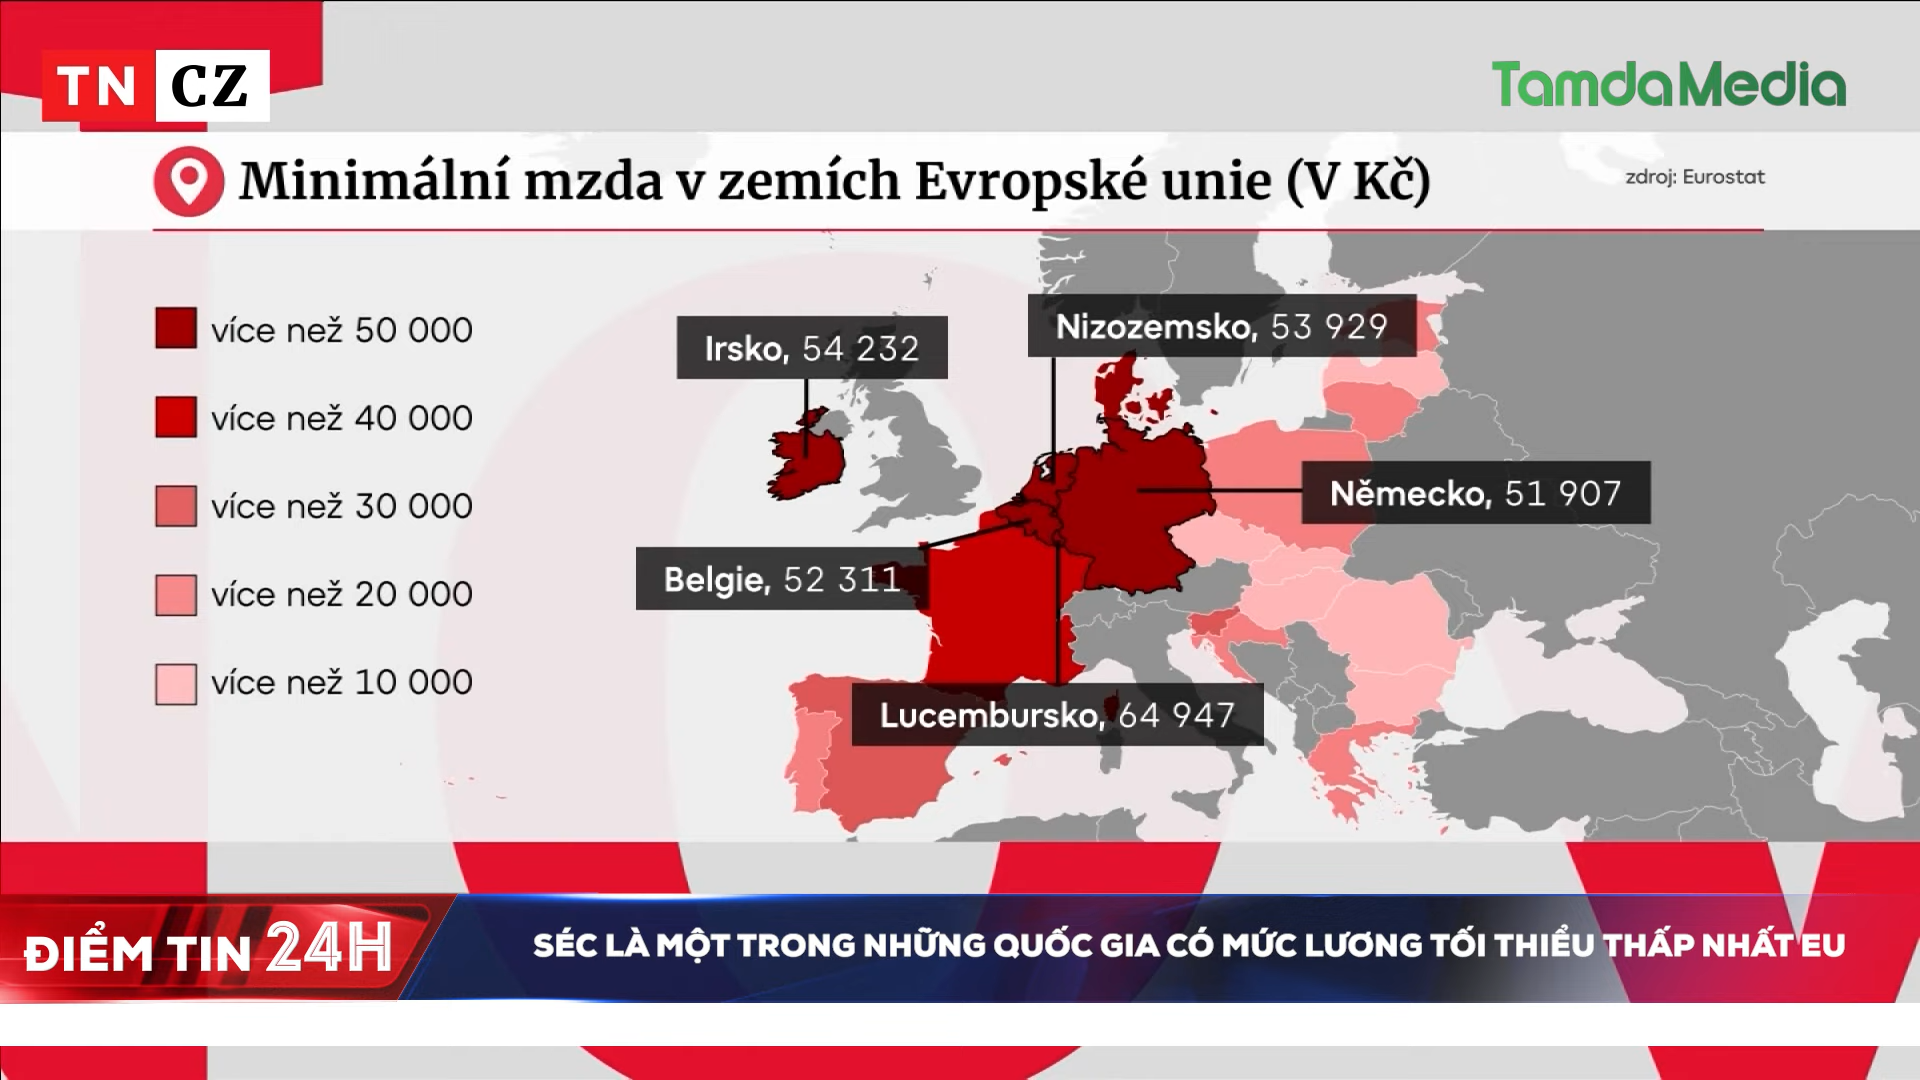 TN CZ
TamdaMedia
Minimální mzda v zemích Evropské unie (V Kč)
zdroj: Eurostat
více než 50 000
více než 40 000
více než 30 000
více než 20 000
více než 10 000
Irsko, 54 232
Nizozemsko, 53 929
Německo, 51 907
Belgie, 52 311
Lucembursko, 64 947
ĐIỂM TIN 24H
SÉC LÀ MỘT TRONG NHỮNG QUỐC GIA CÓ MỨC LƯƠNG TỐI THIỂU THẤP NHẤT EU